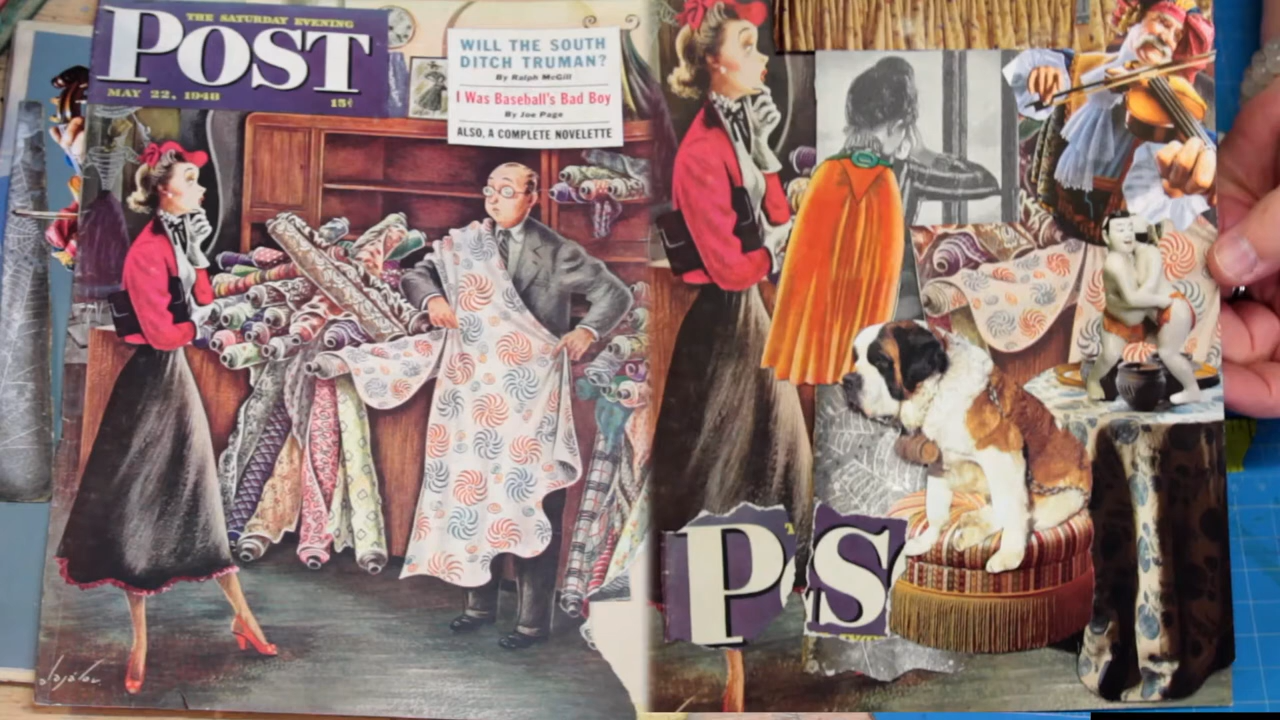 THE SATURDAY EVENING
POST
MAY 22, 1948 15¢
WILL THE SOUTH
DITCH TRUMAN?
By Ralph McGill
I Was Baseball's Bad Boy
By Joe Page
ALSO, A COMPLETE NOVELETTE
P S